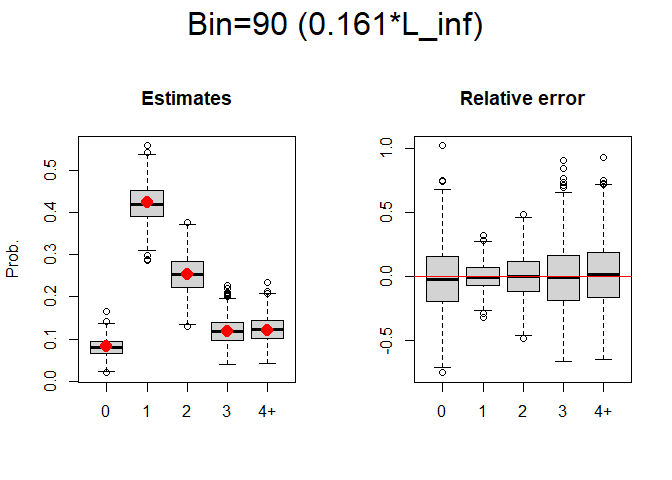 Bin=90 (0.161*L_inf)
Estimates
Prob.
0.5
0.4
0.3
0.2
0.1
0.0
0 1 2 3 4+
Relative error
1.0
0.5
0.0
-0.5
0 1 2 3 4+